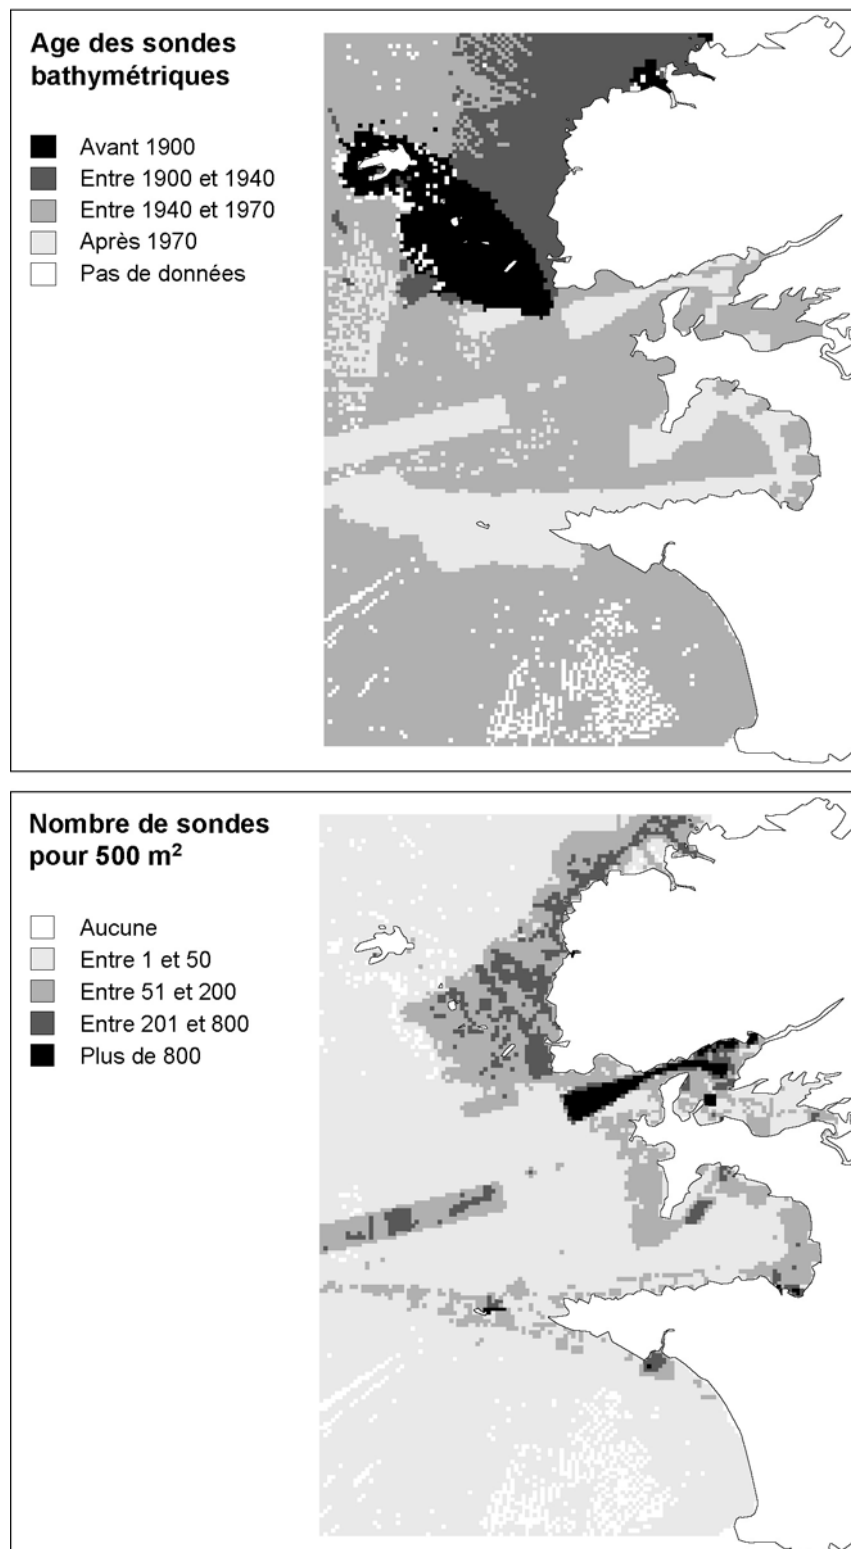 Age des sondes
bathymétriques
Avant 1900
Entre 1900 et 1940
Entre 1940 et 1970
Après 1970
Pas de données
Nombre de sondes
pour 500 m²
Aucune
Entre 1 et 50
Entre 51 et 200
Entre 201 et 800
Plus de 800